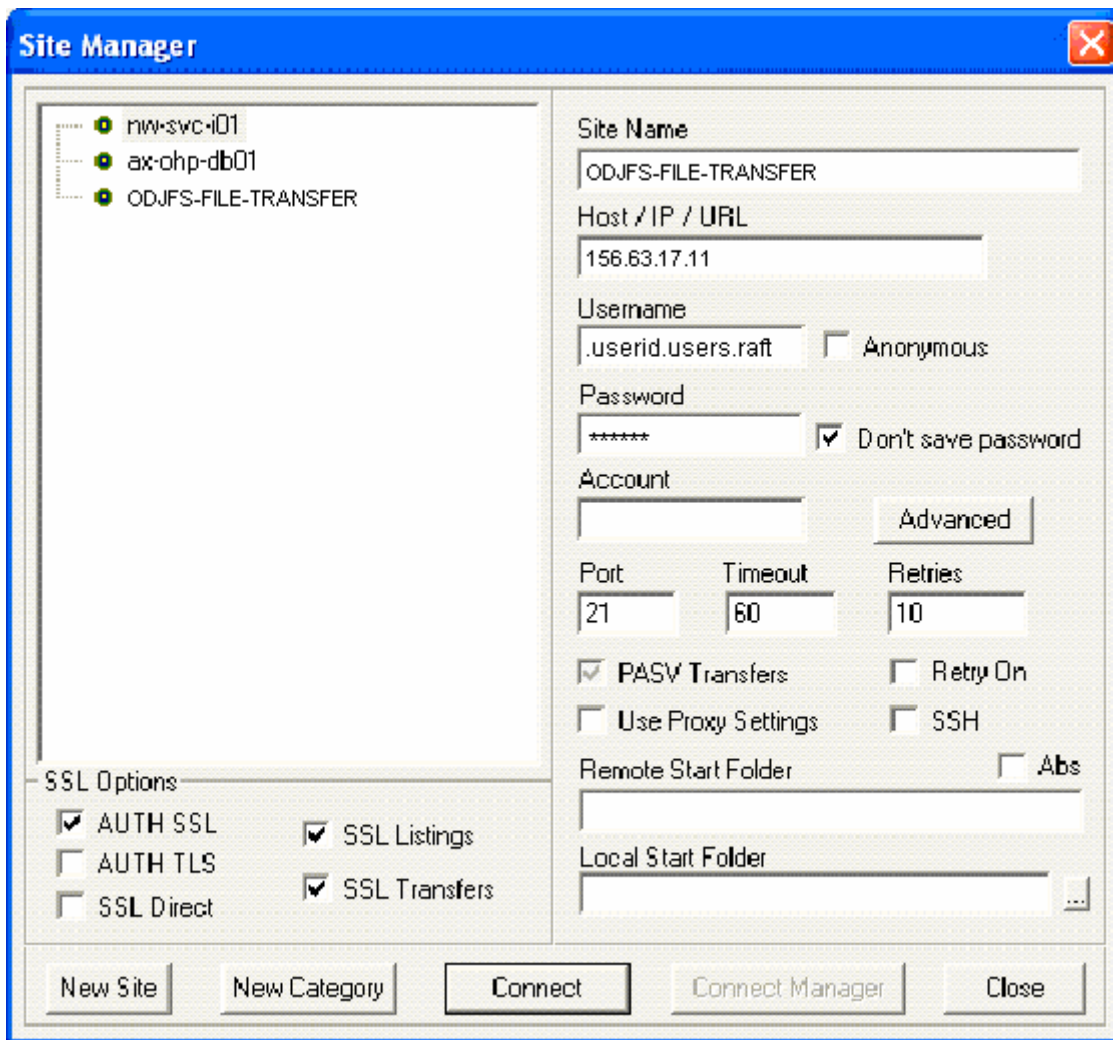 Site Manager
nw-svc-i01
ax-ohp-db01
ODJFS-FILE-TRANSFER
SSL Options
AUTH SSL
SSL Listings
AUTH TLS
SSL Transfers
SSL Direct
Site Name
ODJFS-FILE-TRANSFER
Host / IP / URL
156.63.17.11
Username
.userid.users.raft
Anonymous
Password
******
Don't save password
Account
Advanced
Port Timeout Retries
21 60 10
PASV Transfers
Retry On
Use Proxy Settings
SSH
Remote Start Folder
Abs
Local Start Folder
...
New Site
New Category
Connect
Connect Manager
Close